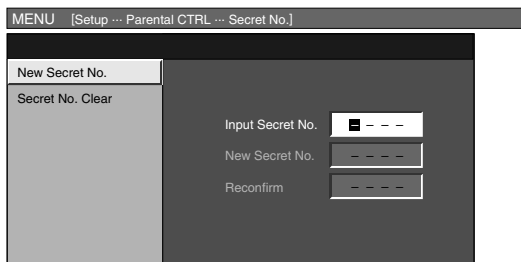 MENU [Setup ··· Parental CTRL ··· Secret No.]
New Secret No.
Secret No. Clear
Input Secret No. – – – –
New Secret No. – – – –
Reconfirm – – – –